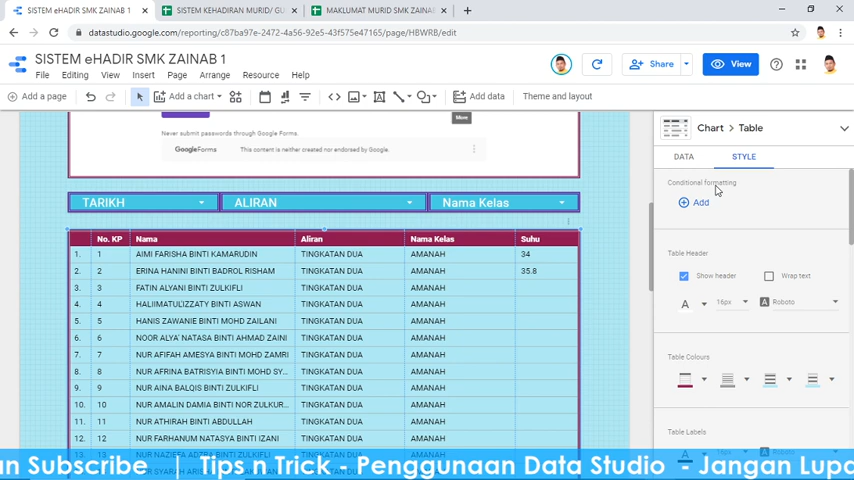 SISTEM eHADIR SMK ZAINAB 1
SISTEM KEHADIRAN MURID/ GU
MAKLUMAT MURID SMK ZAINAB
datastudio.google.com/reporting/c87ba97e-2472-4a56-92e5-43f575e47165/page/HBWRB/edit
SISTEM eHADIR SMK ZAINAB 1
File Edit View Insert Page Arrange Resource Help
Share
View
Add a page
Add a chart
Add data
Theme and layout
More
Never submit passwords through Google Forms.
GoogleForms This content is neither created nor endorsed by Google.
TARIKH ALIRAN Nama Kelas
No. KP Nama Aliran Nama Kelas Suhu
1. 1 AIMI FARISHA BINTI KAMARUDIN TINGKATAN DUA AMANAH 34
2. 2 ERINA HANINI BINTI BADROL RISHAM TINGKATAN DUA AMANAH 35.8
3. 3 FATIN ALYANI BINTI ZULKIFLI TINGKATAN DUA AMANAH
4. 4 HALIIMATUL'IZZATY BINTI ASWAN TINGKATAN DUA AMANAH
5. 5 HANIS ZAWANIE BINTI MOHD ZAILANI TINGKATAN DUA AMANAH
6. 6 NOOR ALYA' NATASA BINTI AHMAD ZAINI TINGKATAN DUA AMANAH
7. 7 NUR AFIFAH AMESYA BINTI MOHD ZAMRI TINGKATAN DUA AMANAH
8. 8 NUR AFRINA BATRISYIA BINTI MOHD SY... TINGKATAN DUA AMANAH
9. 9 NUR AINA BALQIS BINTI ZULKIFLI TINGKATAN DUA AMANAH
10. 10 NUR AMALIN DAMIA BINTI NOR ZULKUR... TINGKATAN DUA AMANAH
11. 11 NUR ATHIRAH BINTI ABDULLAH TINGKATAN DUA AMANAH
12. 12 NUR FARHANUM NATASYA BINTI IZANI TINGKATAN DUA AMANAH
Chart > Table
DATA STYLE
Conditional formatting
Add
Table Header
Show header Wrap text
16px Roboto
Table Colours
Table Labels
an Subscribe Tips n Trick - Penggunaan Data Studio - Jangan Lupa